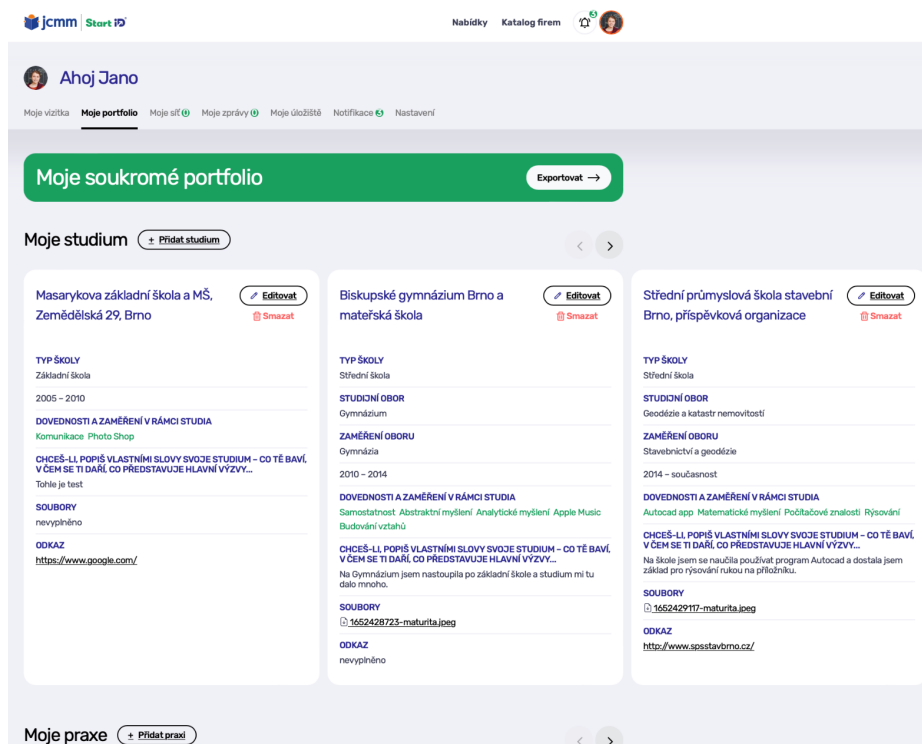 jcmm Start iD
Nabídky Katalog firem 3
Ahoj Jano
Moje vizitka Moje portfolio Moje síť 0 Moje zprávy 0 Moje úložiště Notifikace 3 Nastavení
Moje soukromé portfolio
Exportovat →
Moje studium
+ Přidat studium
< >
Masarykova základní škola a MŠ,
Zemědělská 29, Brno
Editovat
Smazat
TYP ŠKOLY
Základní škola
2005 – 2010
DOVEDNOSTI A ZAMĚŘENÍ V RÁMCI STUDIA
Komunikace Photo Shop
CHCEŠ-LI, POPIŠ VLASTNÍMI SLOVY SVOJE STUDIUM – CO TĚ BAVÍ,
V ČEM SE TI DAŘÍ, CO PŘEDSTAVUJE HLAVNÍ VÝZVY...
Tohle je test
SOUBORY
nevyplněno
ODKAZ
https://www.google.com/
Biskupské gymnázium Brno a
mateřská škola
Editovat
Smazat
TYP ŠKOLY
Střední škola
STUDIJNÍ OBOR
Gymnázium
ZAMĚŘENÍ OBORU
Gymnázia
2010 – 2014
DOVEDNOSTI A ZAMĚŘENÍ V RÁMCI STUDIA
Samostatnost Abstraktní myšlení Analytické myšlení Apple Music
Budování vztahů
CHCEŠ-LI, POPIŠ VLASTNÍMI SLOVY SVOJE STUDIUM – CO TĚ BAVÍ,
V ČEM SE TI DAŘÍ, CO PŘEDSTAVUJE HLAVNÍ VÝZVY...
Na Gymnázium jsem nastoupila po základní škole a studium mi tu
dalo mnoho.
SOUBORY
1652428723-maturita.jpeg
ODKAZ
nevyplněno
Střední průmyslová škola stavební
Brno, příspěvková organizace
Editovat
Smazat
TYP ŠKOLY
Střední škola
STUDIJNÍ OBOR
Geodézie a katastr nemovitostí
ZAMĚŘENÍ OBORU
Stavebnictví a geodézie
2014 – současnost
DOVEDNOSTI A ZAMĚŘENÍ V RÁMCI STUDIA
Autocad app Matematické myšlení Počítačové znalosti Rýsování
CHCEŠ-LI, POPIŠ VLASTNÍMI SLOVY SVOJE STUDIUM – CO TĚ BAVÍ,
V ČEM SE TI DAŘÍ, CO PŘEDSTAVUJE HLAVNÍ VÝZVY...
Na škole jsem se naučila používat program Autocad a dostala jsem
základ pro rýsování rukou na příložníku.
SOUBORY
1652429117-maturita.jpeg
ODKAZ
http://www.spsstavbrno.cz/
Moje praxe
+ Přidat praxi
< >